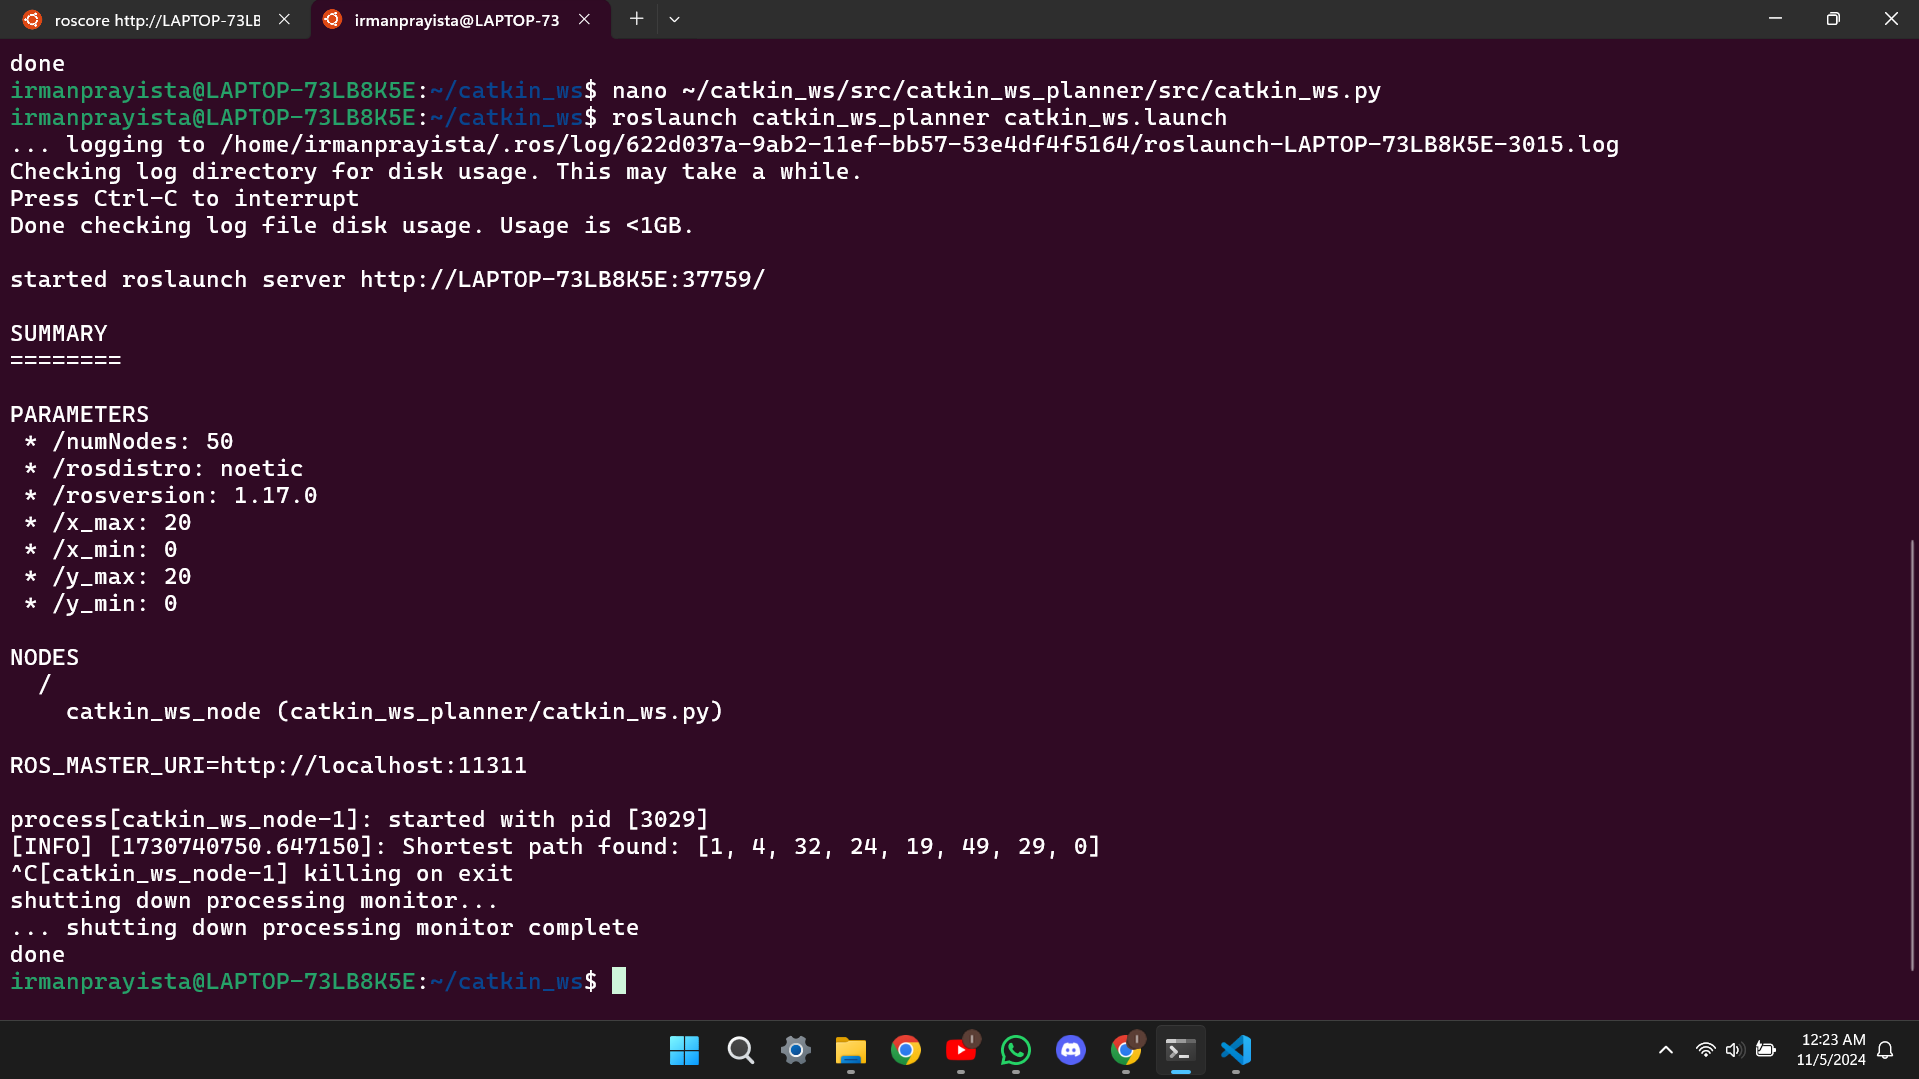 roscore http://LAPTOP-73LB
irmanprayista@LAPTOP-73
done
irmanprayista@LAPTOP-73LB8K5E:~/catkin_ws$ nano ~/catkin_ws/src/catkin_ws_planner/src/catkin_ws.py
irmanprayista@LAPTOP-73LB8K5E:~/catkin_ws$ roslaunch catkin_ws_planner catkin_ws.launch
... logging to /home/irmanprayista/.ros/log/622d037a-9ab2-11ef-bb57-53e4df4f5164/roslaunch-LAPTOP-73LB8K5E-3015.log
Checking log directory for disk usage. This may take a while.
Press Ctrl-C to interrupt
Done checking log file disk usage. Usage is <1GB.
started roslaunch server http://LAPTOP-73LB8K5E:37759/
SUMMARY
========
PARAMETERS
* /numNodes: 50
* /rosdistro: noetic
* /rosversion: 1.17.0
* /x_max: 20
* /x_min: 0
* /y_max: 20
* /y_min: 0
NODES
/
catkin_ws_node (catkin_ws_planner/catkin_ws.py)
ROS_MASTER_URI=http://localhost:11311
process[catkin_ws_node-1]: started with pid [3029]
[INFO] [1730740750.647150]: Shortest path found: [1, 4, 32, 24, 19, 49, 29, 0]
^C[catkin_ws_node-1] killing on exit
shutting down processing monitor...
... shutting down processing monitor complete
done
irmanprayista@LAPTOP-73LB8K5E:~/catkin_ws$
12:23 AM
11/5/2024